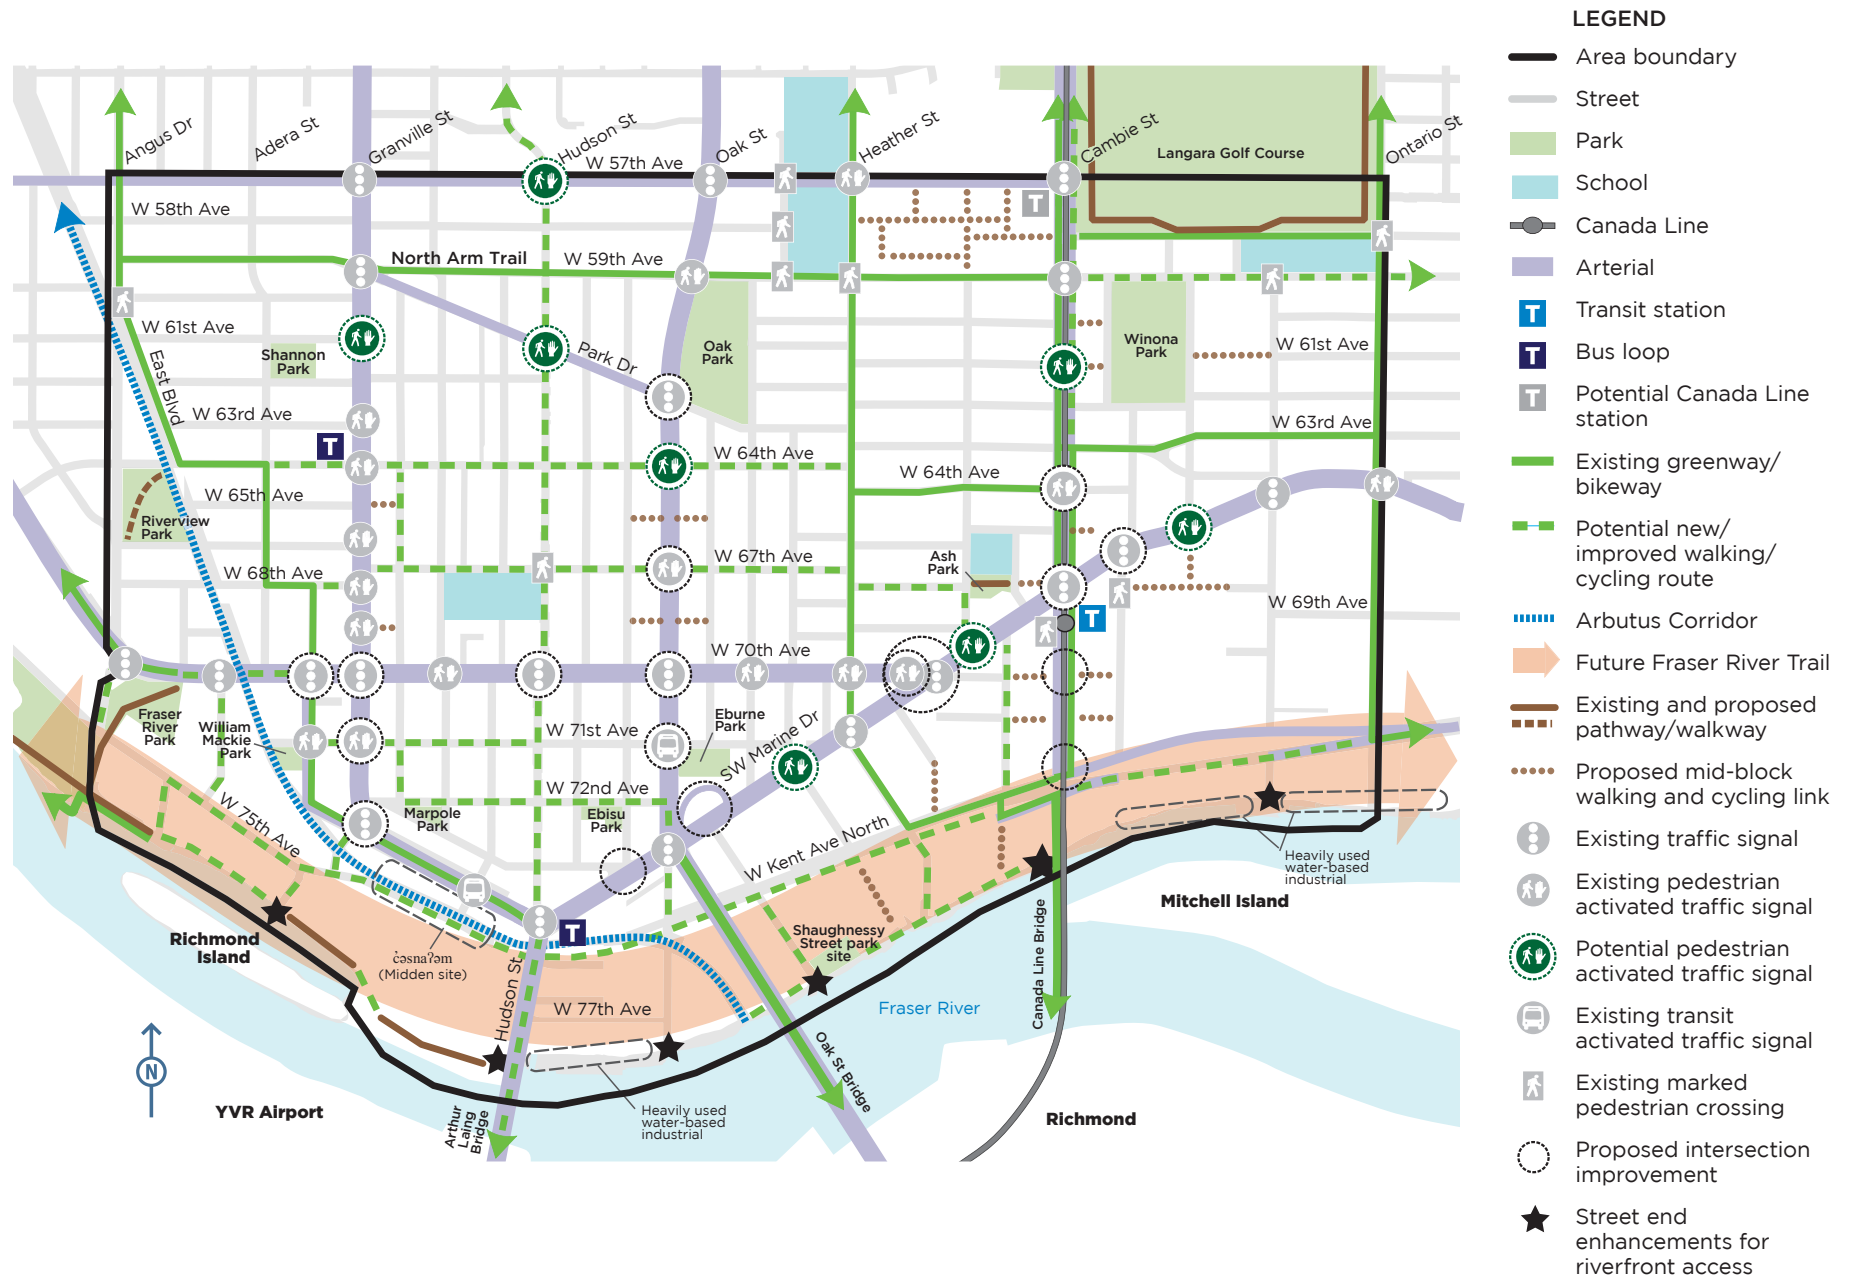 LEGEND
Area boundary
Street
Park
School
Canada Line
Arterial
Transit station
Bus loop
Potential Canada Line
station
Existing greenway/
bikeway
Potential new/
improved walking/
cycling route
Arbutus Corridor
Future Fraser River Trail
Existing and proposed
pathway/walkway
Proposed mid-block
walking and cycling link
Existing traffic signal
Existing pedestrian
activated traffic signal
Potential pedestrian
activated traffic signal
Existing transit
activated traffic signal
Existing marked
pedestrian crossing
Proposed intersection
improvement
Street end
enhancements for
riverfront access
T
T
T
Angus Dr
Adera St
Granville St
Hudson St
Oak St
Heather St
Cambie St
Ontario St
W 57th Ave
Langara Golf Course
W 58th Ave
T
North Arm Trail
W 59th Ave
W 61st Ave
Shannon
Park
East Blvd
Park Dr
Oak
Park
Winona
Park
W 61st Ave
W 63rd Ave
W 63rd Ave
T
W 64th Ave
W 64th Ave
W 65th Ave
Riverview
Park
W 67th Ave
Ash
Park
W 68th Ave
W 69th Ave
T
W 70th Ave
Fraser
River
Park
William
Mackie
Park
W 71st Ave
Eburne
Park
SW Marine Dr
W 72nd Ave
W 75th Ave
Marpole
Park
Ebisu
Park
W Kent Ave North
Heavily used
water-based
industrial
Mitchell Island
Richmond
Island
c̓əsnaʔəm
(Midden site)
T
Shaughnessy
Street park
site
Canada Line Bridge
Hudson St
W 77th Ave
Fraser River
Oak St Bridge
N
YVR Airport
Arthur
Laing
Bridge
Heavily used
water-based
industrial
Richmond